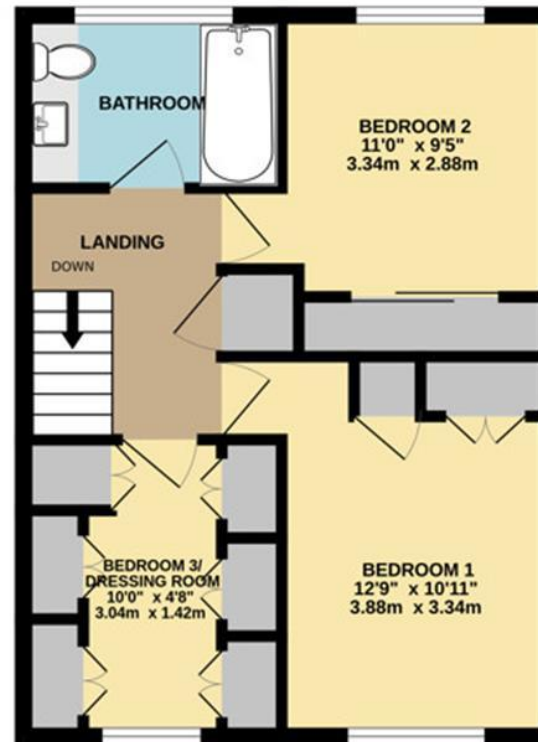 BATHROOM
BEDROOM 2
11'0" x 9'5"
3.34m x 2.88m
LANDING
DOWN
BEDROOM 3/
DRESSING ROOM
10'0" x 4'8"
3.04m x 1.42m
BEDROOM 1
12'9" x 10'11"
3.88m x 3.34m